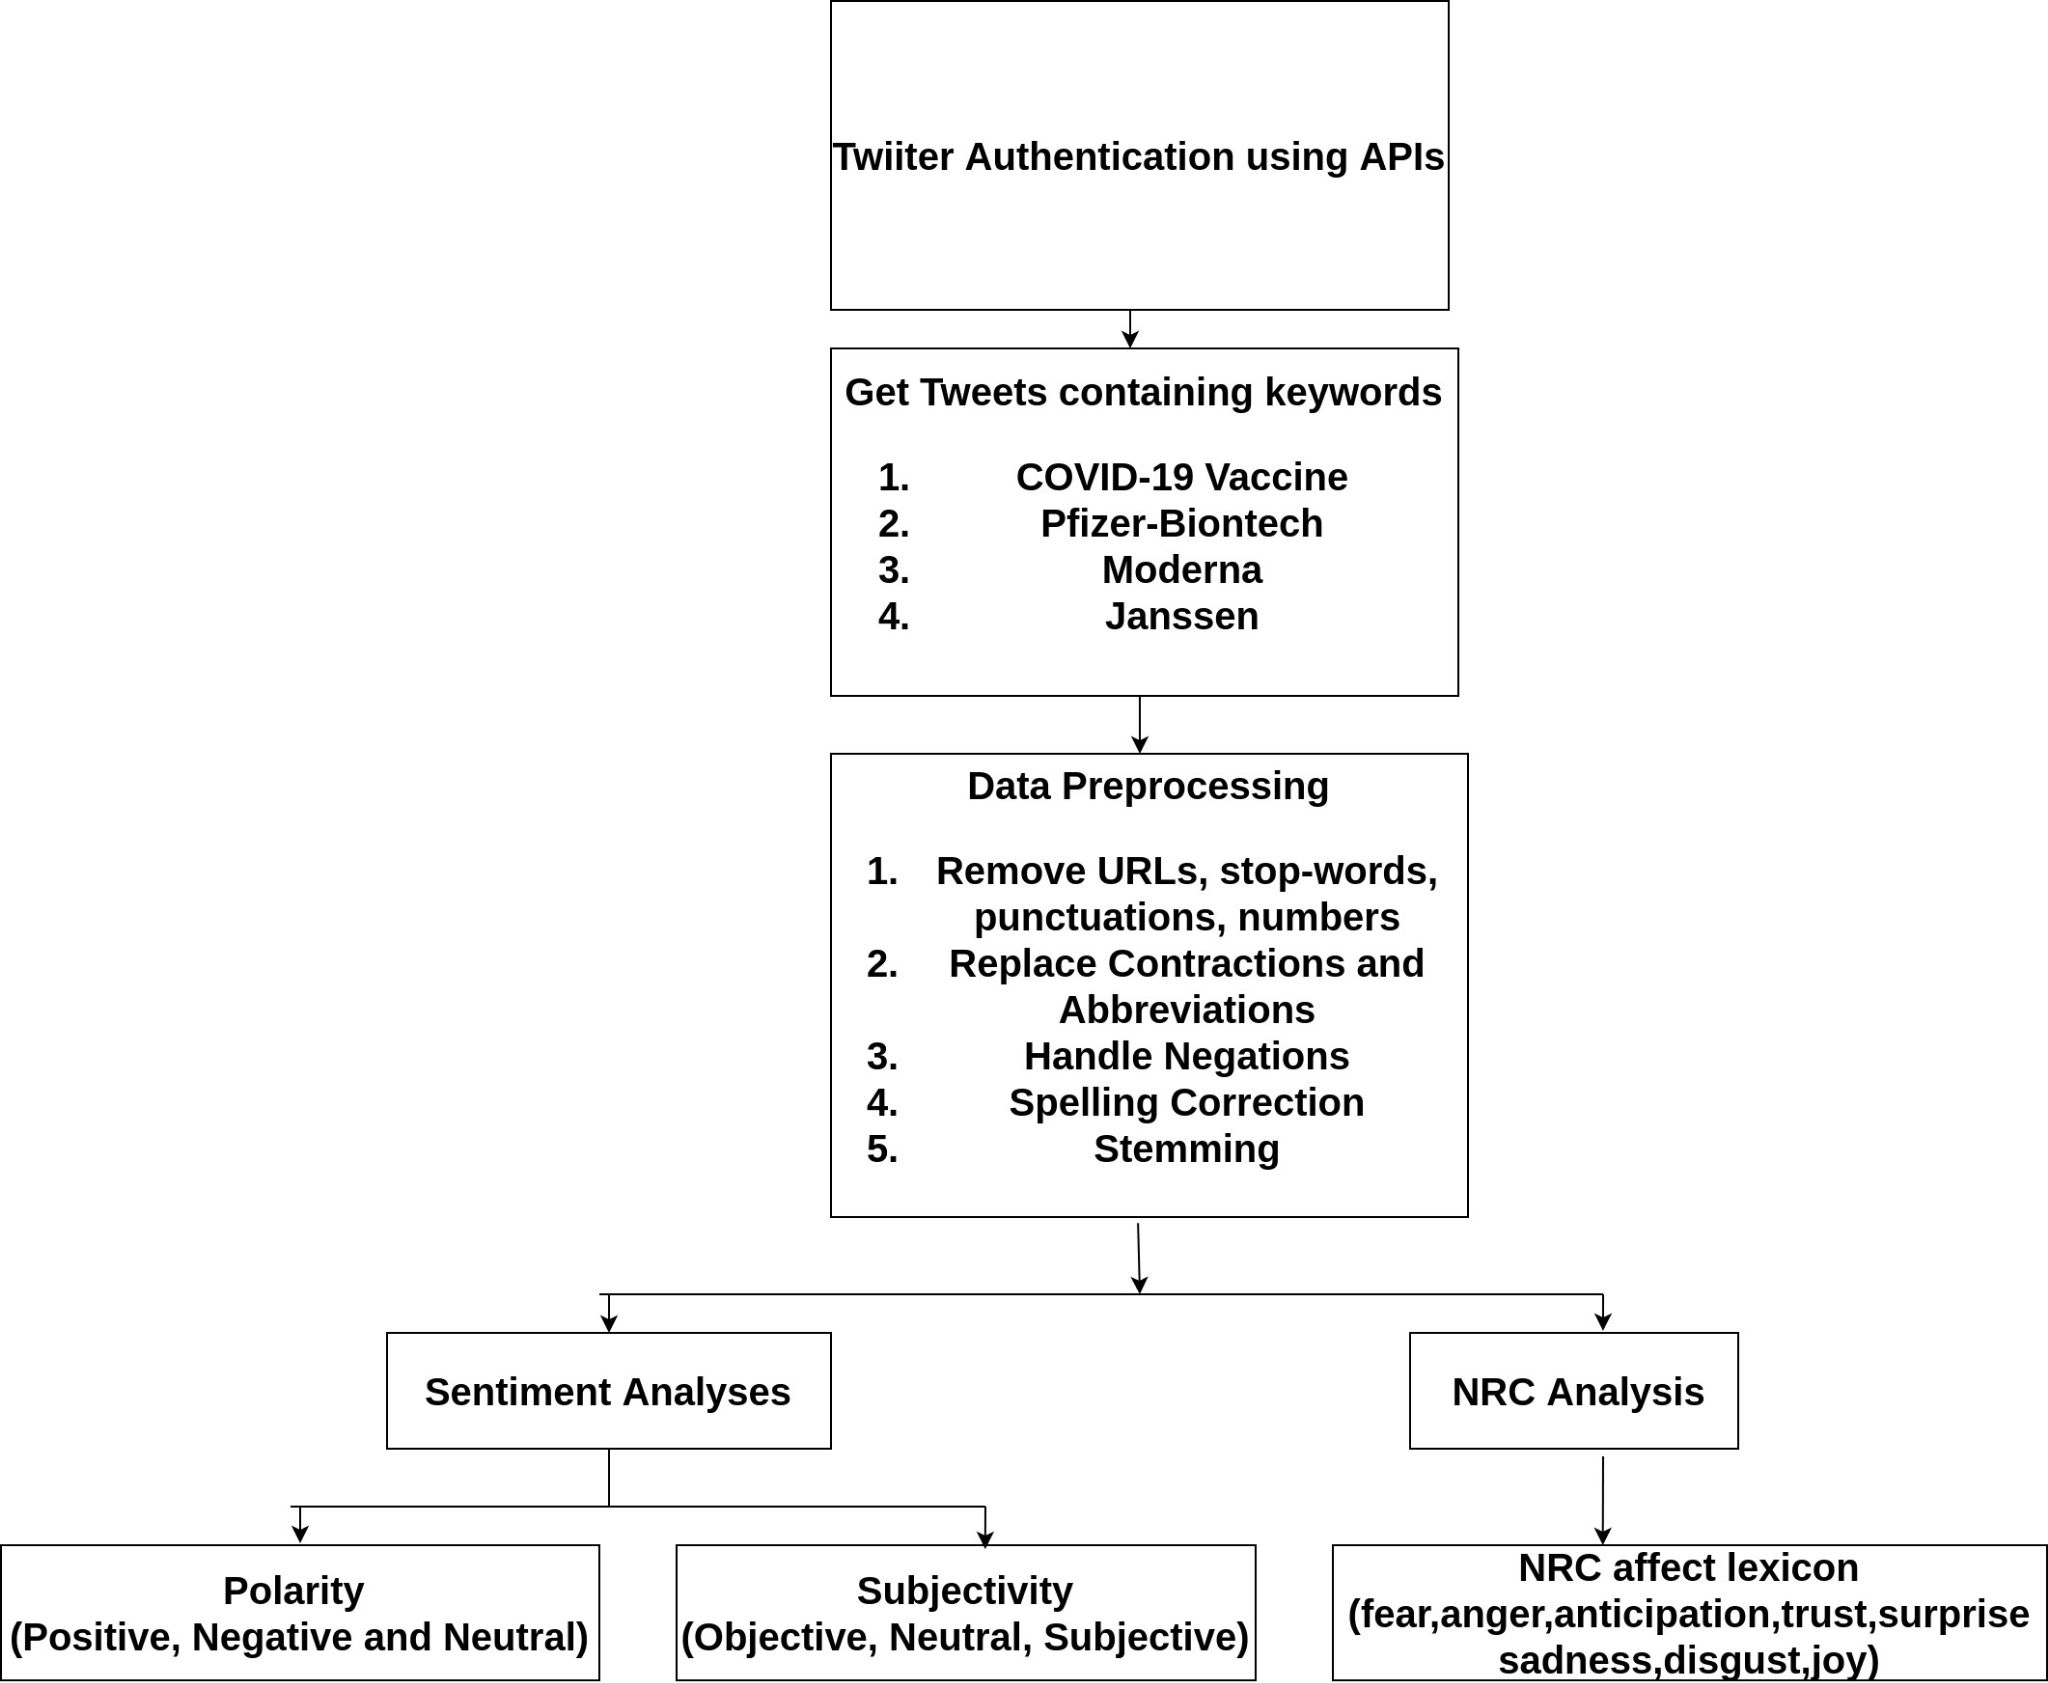 Twiiter Authentication using APIs
Get Tweets containing keywords
1. COVID-19 Vaccine
2. Pfizer-Biontech
3. Moderna
4. Janssen
Data Preprocessing
1. Remove URLs, stop-words,
punctuations, numbers
2. Replace Contractions and
Abbreviations
3. Handle Negations
4. Spelling Correction
5. Stemming
Sentiment Analyses
NRC Analysis
Polarity
(Positive, Negative and Neutral)
Subjectivity
(Objective, Neutral, Subjective)
NRC affect lexicon
(fear,anger,anticipation,trust,surprise
sadness,disgust,joy)